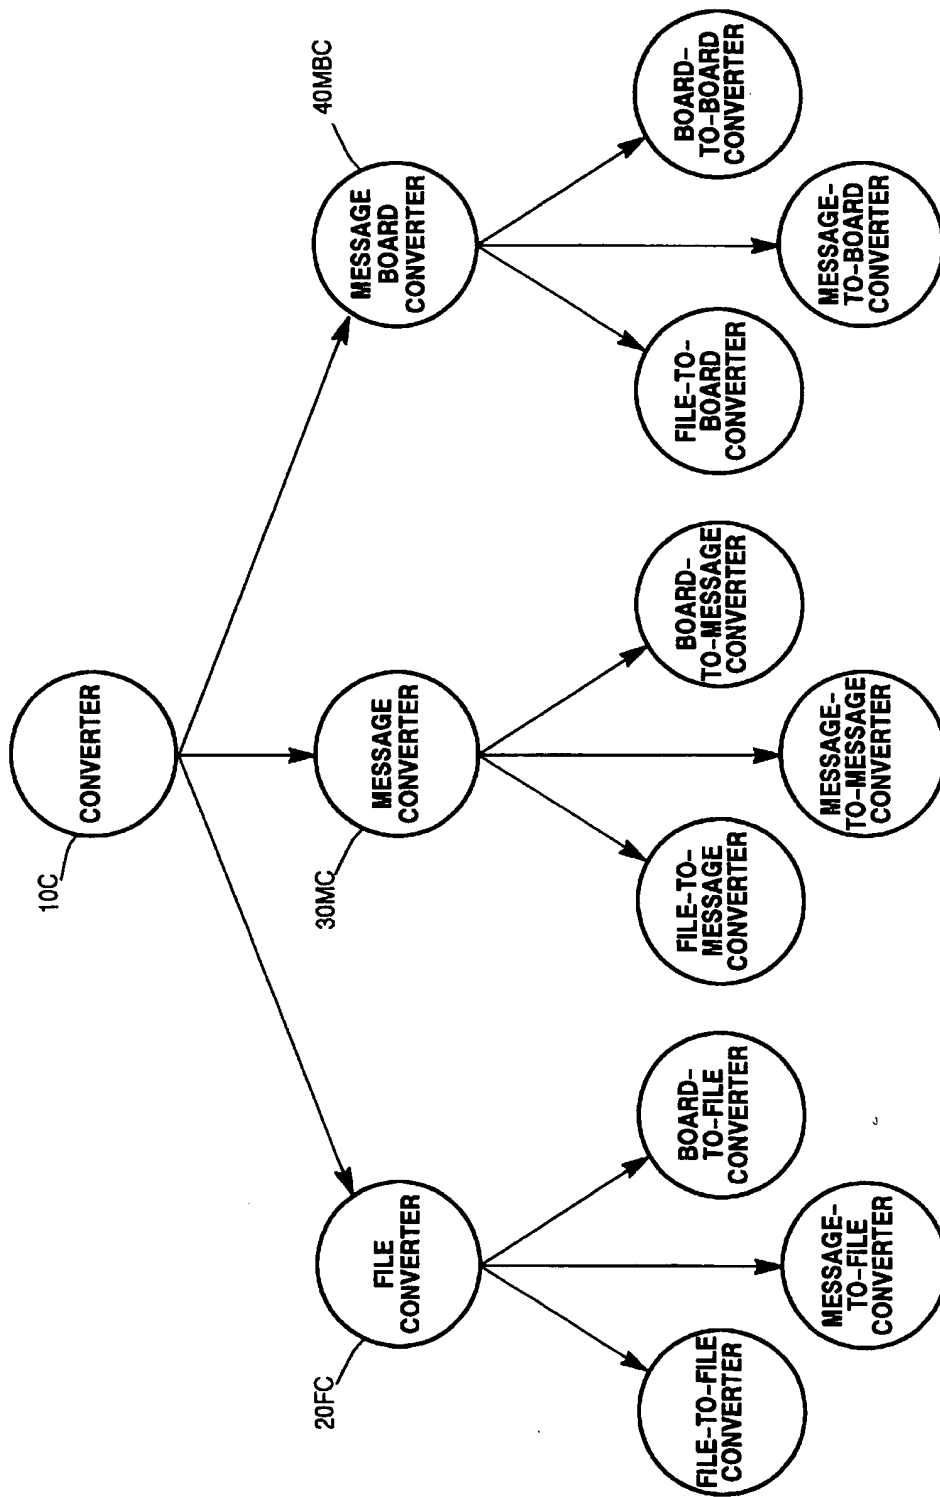 CONVERTER
10C
FILE
CONVERTER
20FC
MESSAGE
CONVERTER
30MC
MESSAGE
BOARD
CONVERTER
40MBC
FILE-TO-FILE
CONVERTER
MESSAGE-
TO-FILE
CONVERTER
BOARD-
TO-FILE
CONVERTER
FILE-TO-
MESSAGE
CONVERTER
MESSAGE-
TO-MESSAGE
CONVERTER
BOARD-
TO-MESSAGE
CONVERTER
FILE-TO-
BOARD
CONVERTER
MESSAGE-
TO-BOARD
CONVERTER
BOARD-
TO-BOARD
CONVERTER